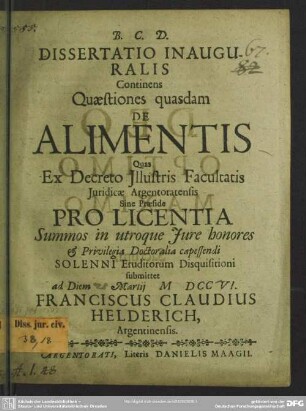 B. C. D.
DISSERTATIO INAUGU-
RALIS
Continens
Quæstiones quasdam
DE
ALIMENTIS
Quas
Ex Decreto Illustris Facultatis
Juridicæ Argentoratensis
Sine Præside
PRO LICENTIA
Summos in utroque Jure honores
& Privilegia Doctoralia capessendi
SOLENNI Eruditorum Disquisitioni
submittet
ad Diem Martij M DCCVI.
FRANCISCUS CLAUDIUS
HELDERICH,
Argentinensis.
Diss. jur. civ.
38, 18
ARGENTORATI, Literis DANIELIS MAAGII.